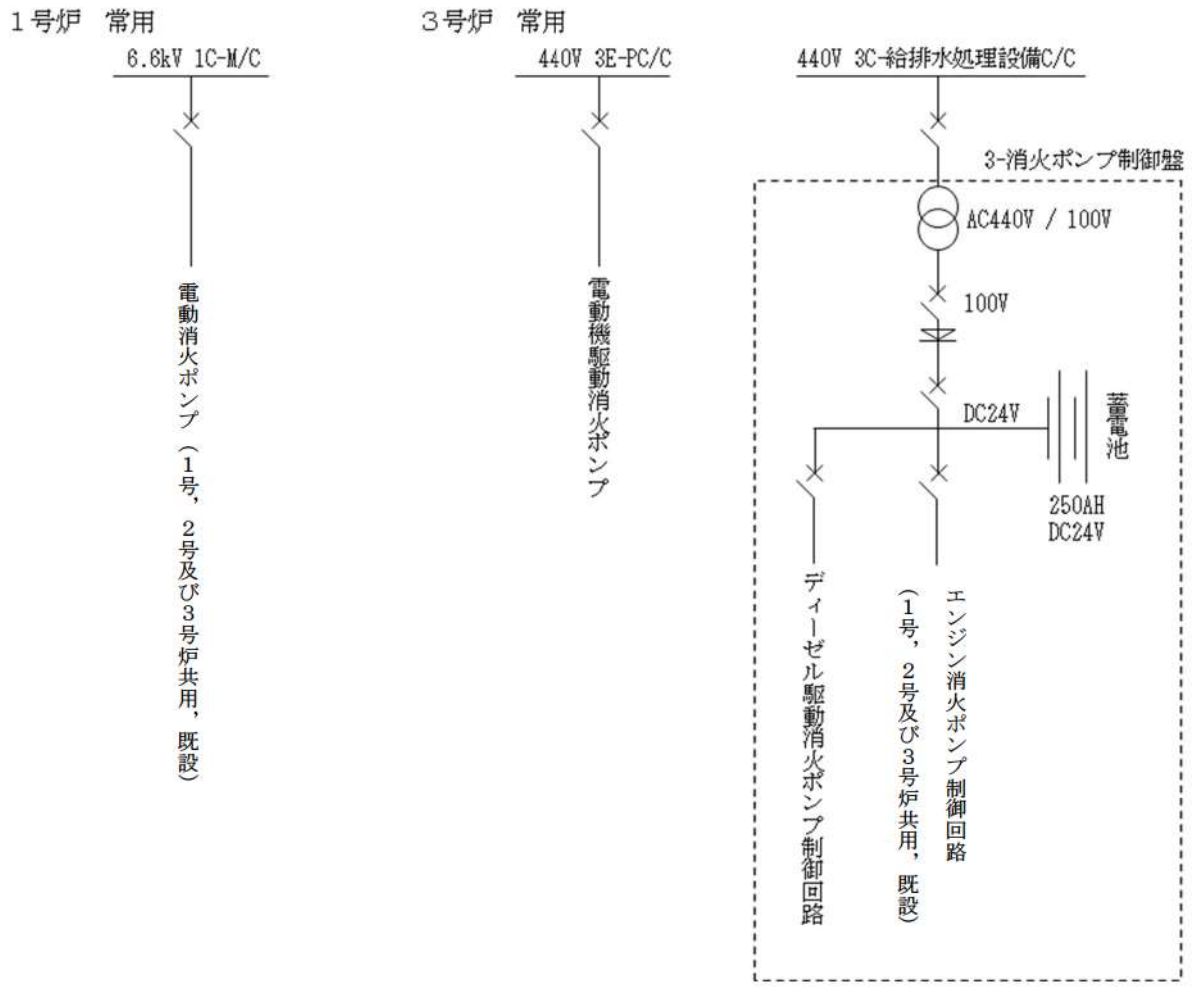 1号炉 常用
6.6kV 1C-M/C
電動消火ポンプ(1号,2号及び3号炉共用,既設)
3号炉 常用
440V 3E-PC/C
電動機駆動消火ポンプ
440V 3C-給排水処理設備C/C
3-消火ポンプ制御盤
AC440V / 100V
100V
DC24V
蓄電池
250AH
DC24V
ディーゼル駆動消火ポンプ制御回路
エンジン消火ポンプ制御回路
(1号,2号及び3号炉共用,既設)